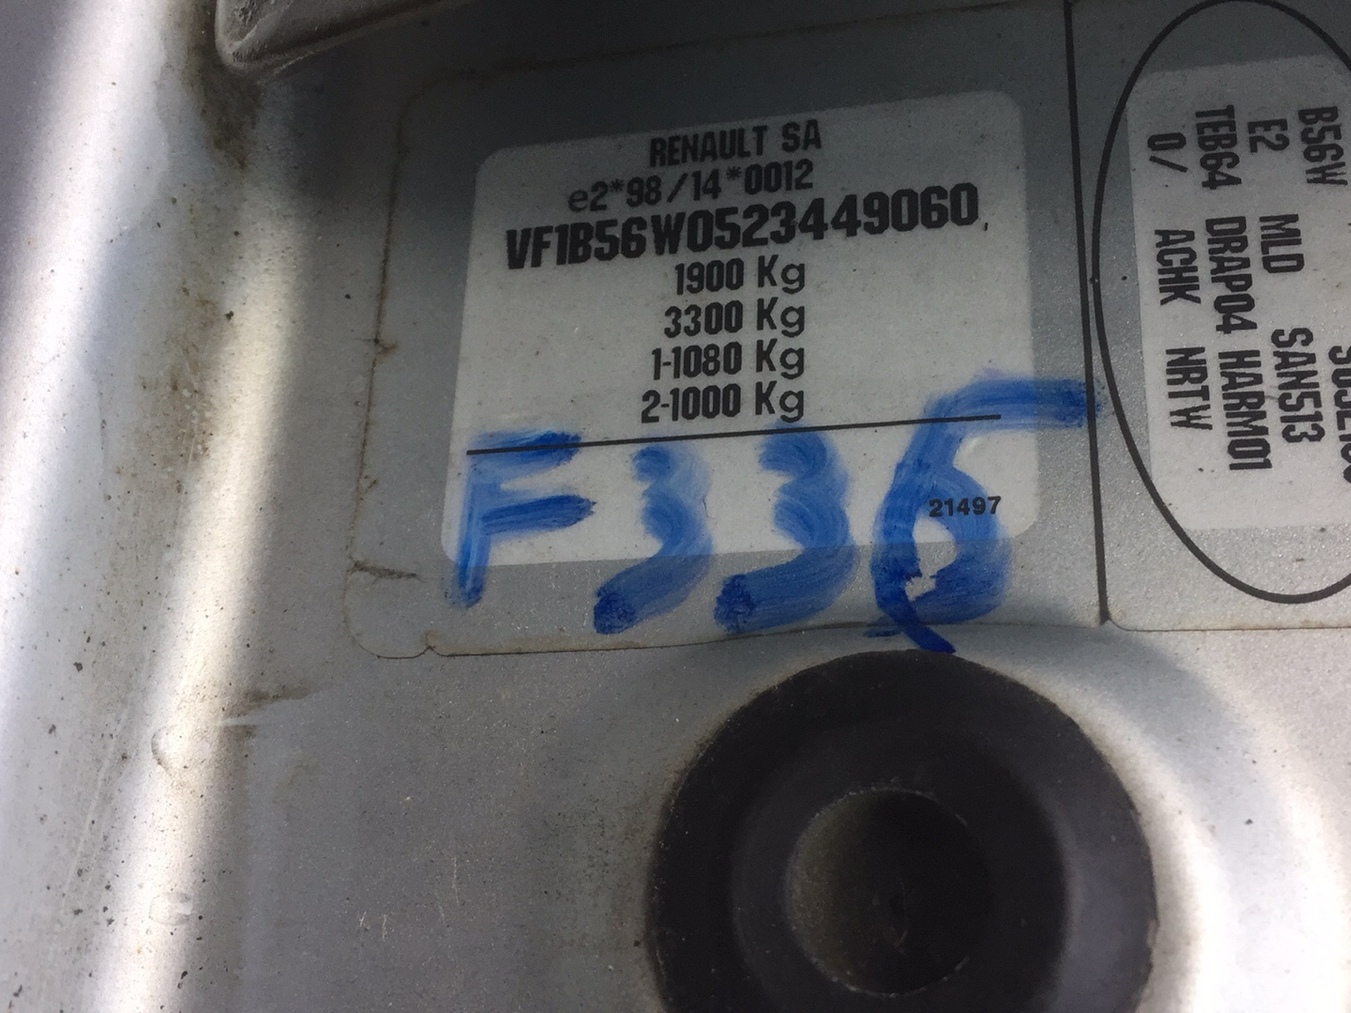 RENAULT SA
e2*98/14*0012
VF1B56W0523449060
1900 Kg
3300 Kg
1-1080 Kg
2-1000 Kg
F336
21497
B56W
E2 MLD SAN513
TEB64 DRAP04 HARM01
0/ ACHK NRTW